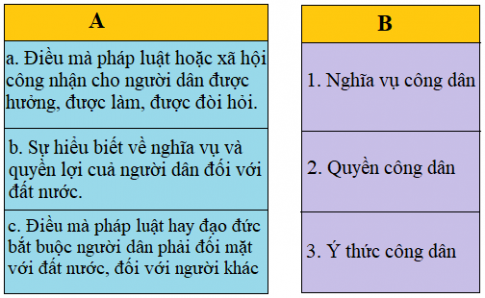 A
a. Điều mà pháp luật hoặc xã hội
công nhận cho người dân được
hưởng, được làm, được đòi hỏi.
b. Sự hiểu biết về nghĩa vụ và
quyền lợi cuả người dân đối với
đất nước.
c. Điều mà pháp luật hay đạo đức
bắt buộc người dân phải đối mặt
với đất nước, đối với người khác
B
1. Nghĩa vụ công dân
2. Quyền công dân
3. Ý thức công dân